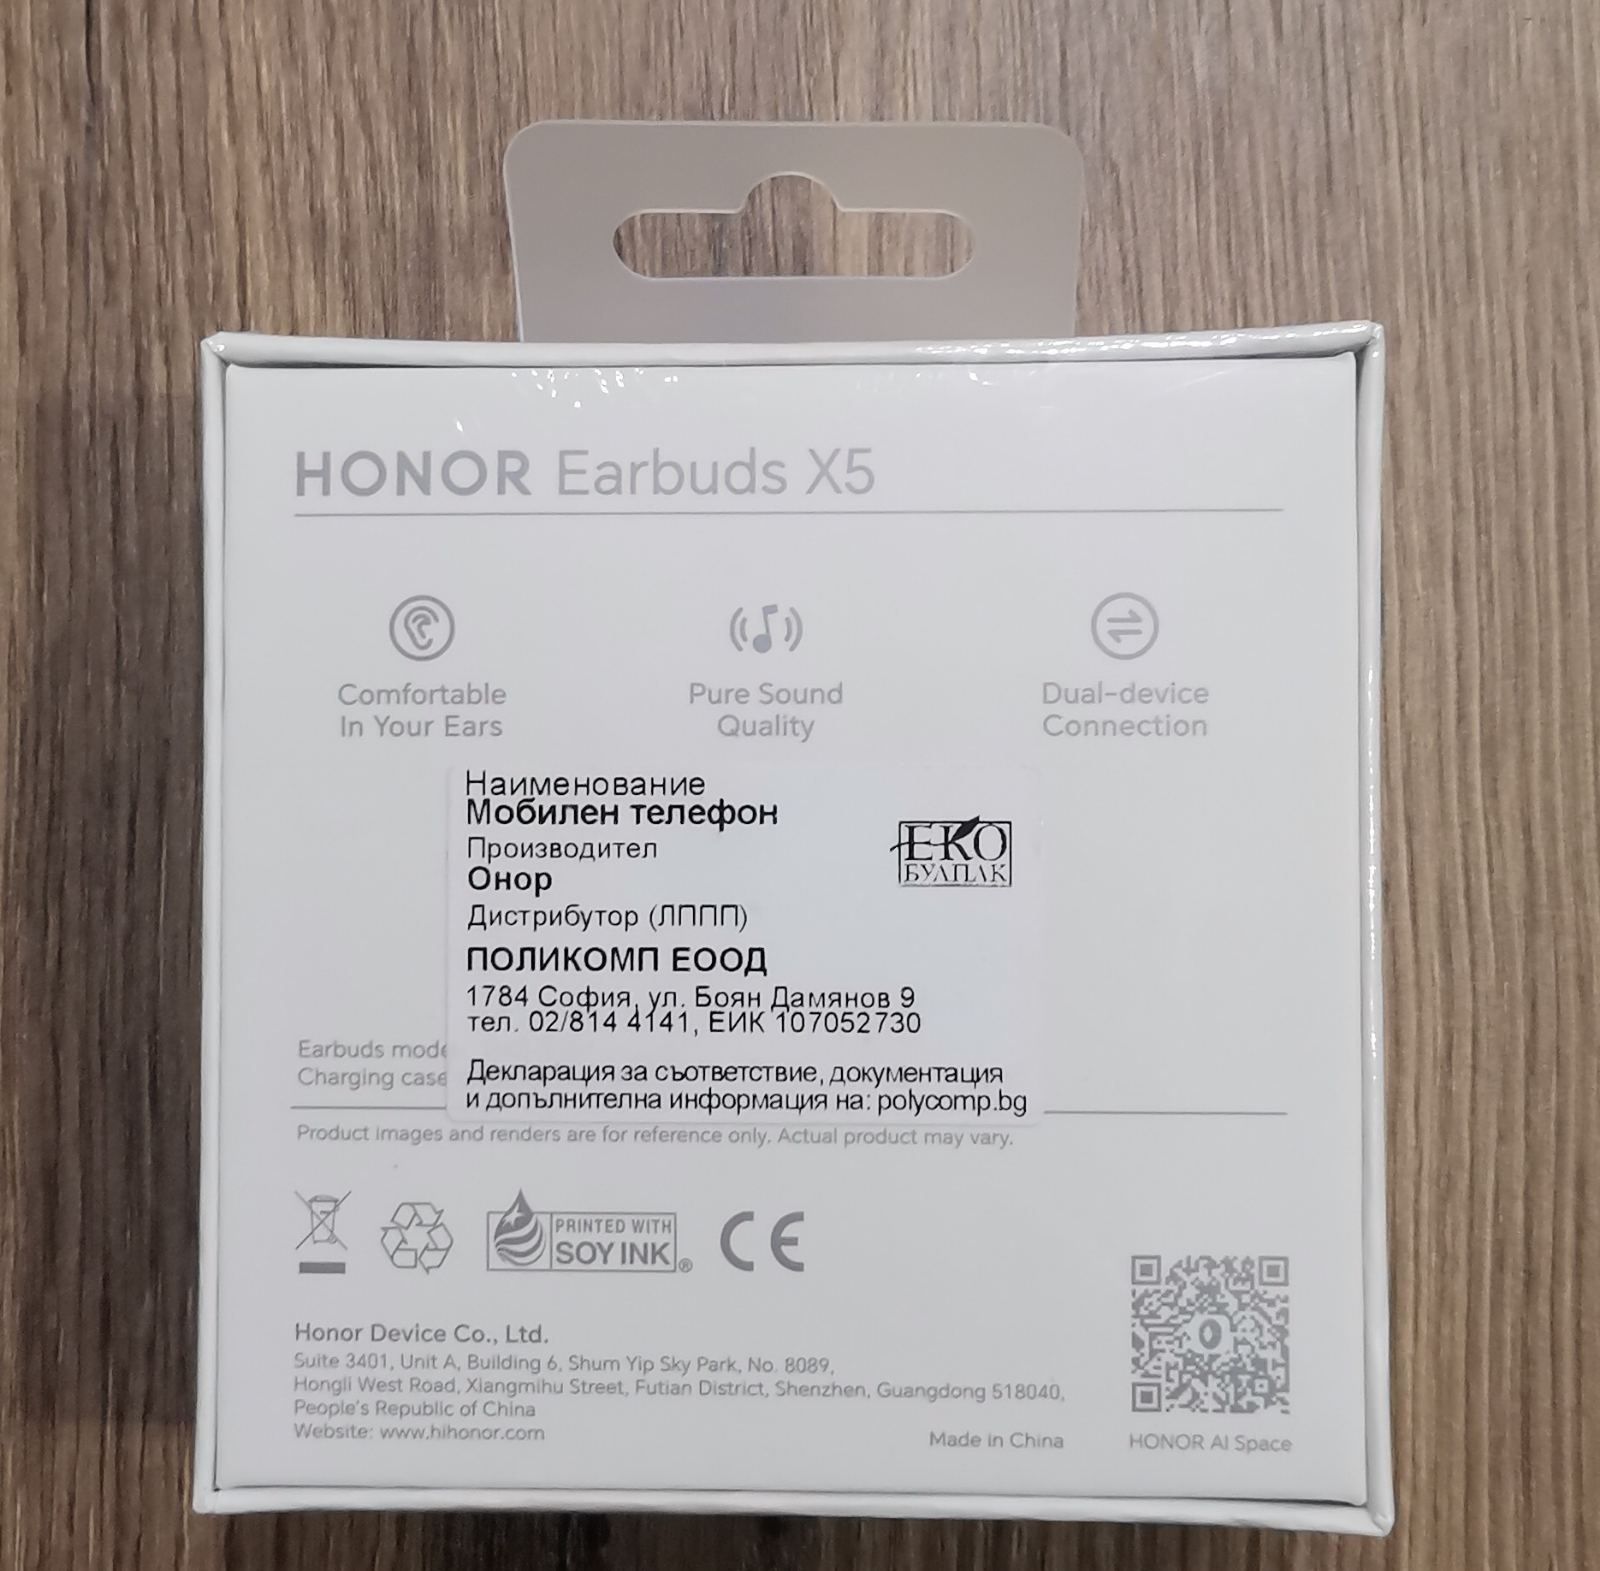 HONOR Earbuds X5
Comfortable
In Your Ears
Pure Sound
Quality
Dual-device
Connection
Наименование
Мобилен телефон
Производител
Онор
Дистрибутор (ЛППП)
ПОЛИКОМП ЕООД
1784 София, ул. Боян Дамянов 9
тел. 02/814 4141, ЕИК 107052730
Декларация за съответствие, документация
и допълнителна информация на: polycomp.bg
ЕКО
БУЛПАК
Earbuds
Charging case
Product images and renders are for reference only. Actual product may vary.
PRINTED WITH
SOY INK®
CE
Honor Device Co., Ltd.
Suite 3401, Unit A, Building 6, Shum Yip Sky Park, No. 8089,
Hongli West Road, Xiangmihu Street, Futian District, Shenzhen, Guangdong 518040,
People's Republic of China
Website: www.hihonor.com
Made in China
HONOR AI Space